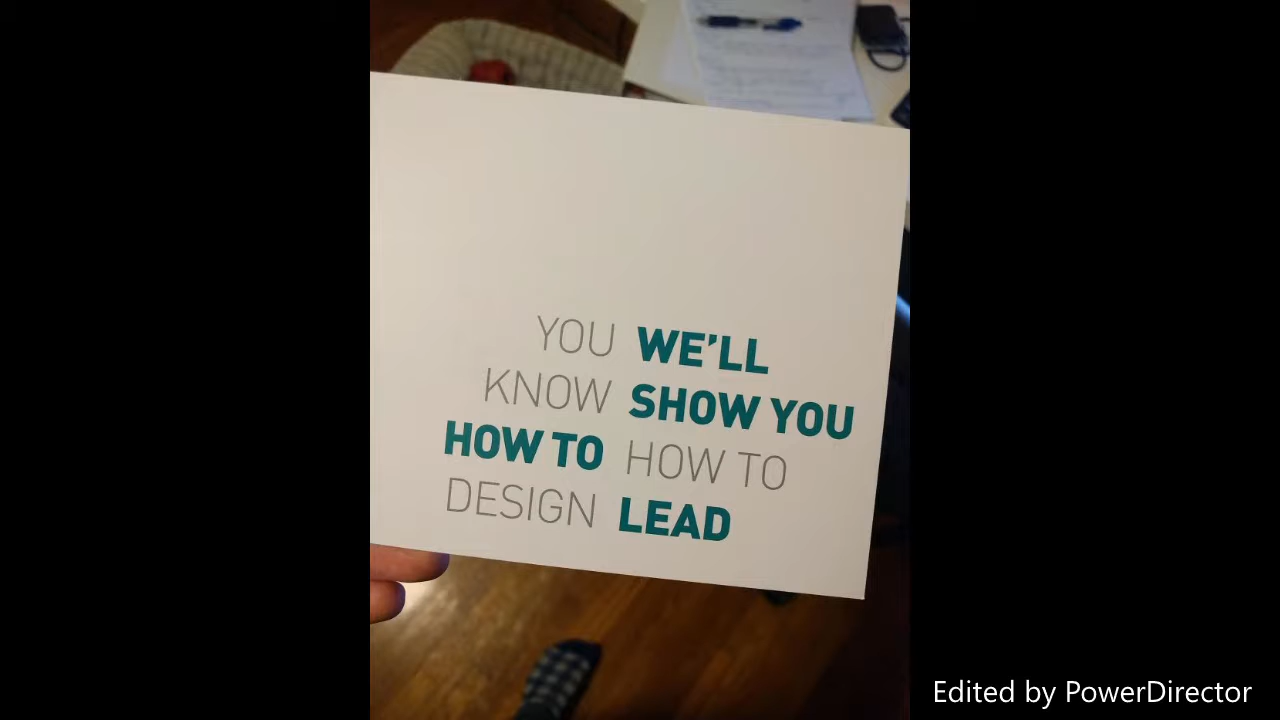 YOU WE'LL
KNOW SHOW YOU
HOW TO HOW TO
DESIGN LEAD
Edited by PowerDirector